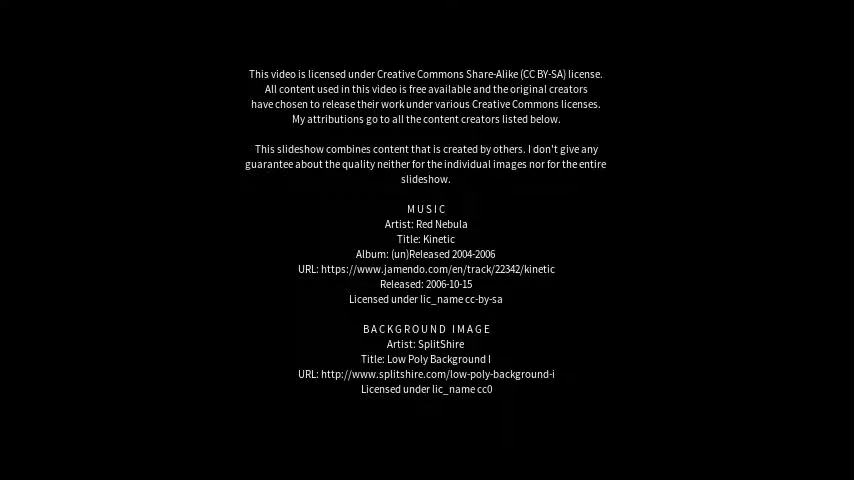 This video is licensed under Creative Commons Share-Alike (CC BY-SA) license.
All content used in this video is free available and the original creators
have chosen to release their work under various Creative Commons licenses.
My attributions go to all the content creators listed below.
This slideshow combines content that is created by others. I don't give any
guarantee about the quality neither for the individual images nor for the entire
slideshow.
MUSIC
Artist: Red Nebula
Title: Kinetic
Album: (un)Released 2004-2006
URL: https://www.jamendo.com/en/track/22342/kinetic
Released: 2006-10-15
Licensed under lic_name cc-by-sa
BACKGROUND IMAGE
Artist: SplitShire
Title: Low Poly Background I
URL: http://www.splitshire.com/low-poly-background-i
Licensed under lic_name cc0